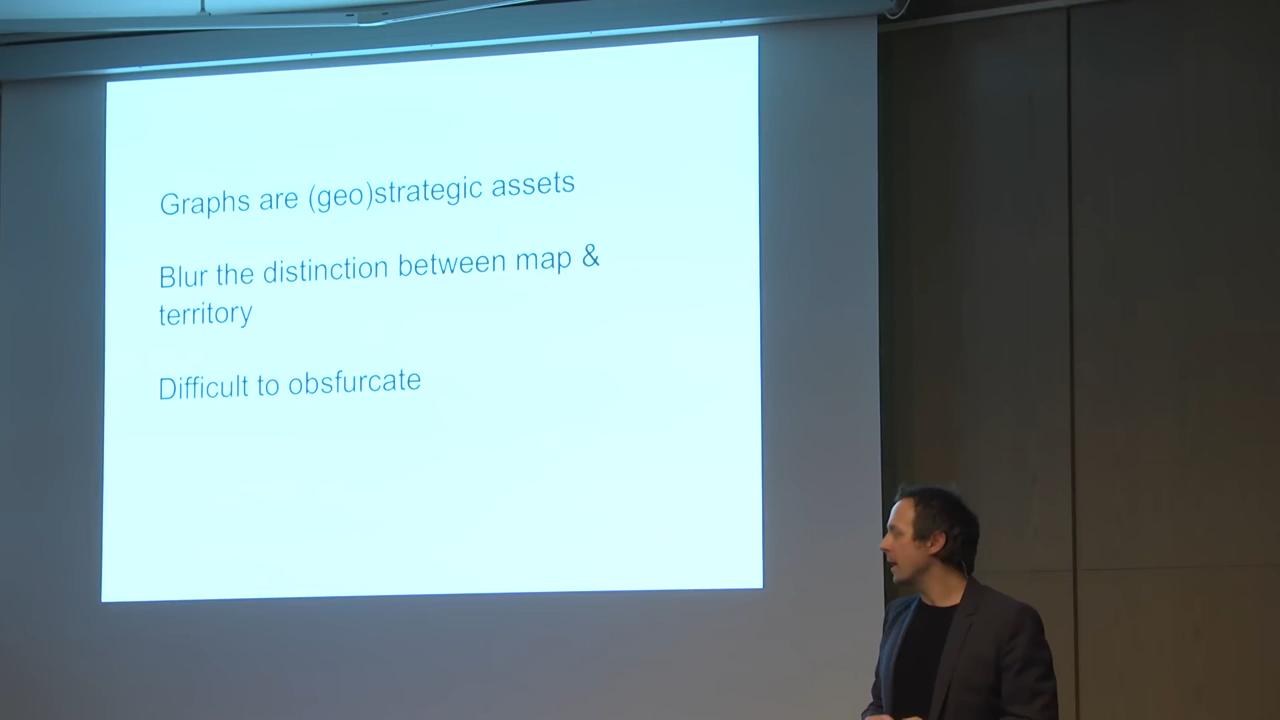 Graphs are (geo)strategic assets
Blur the distinction between map &
territory
Difficult to obsfurcate